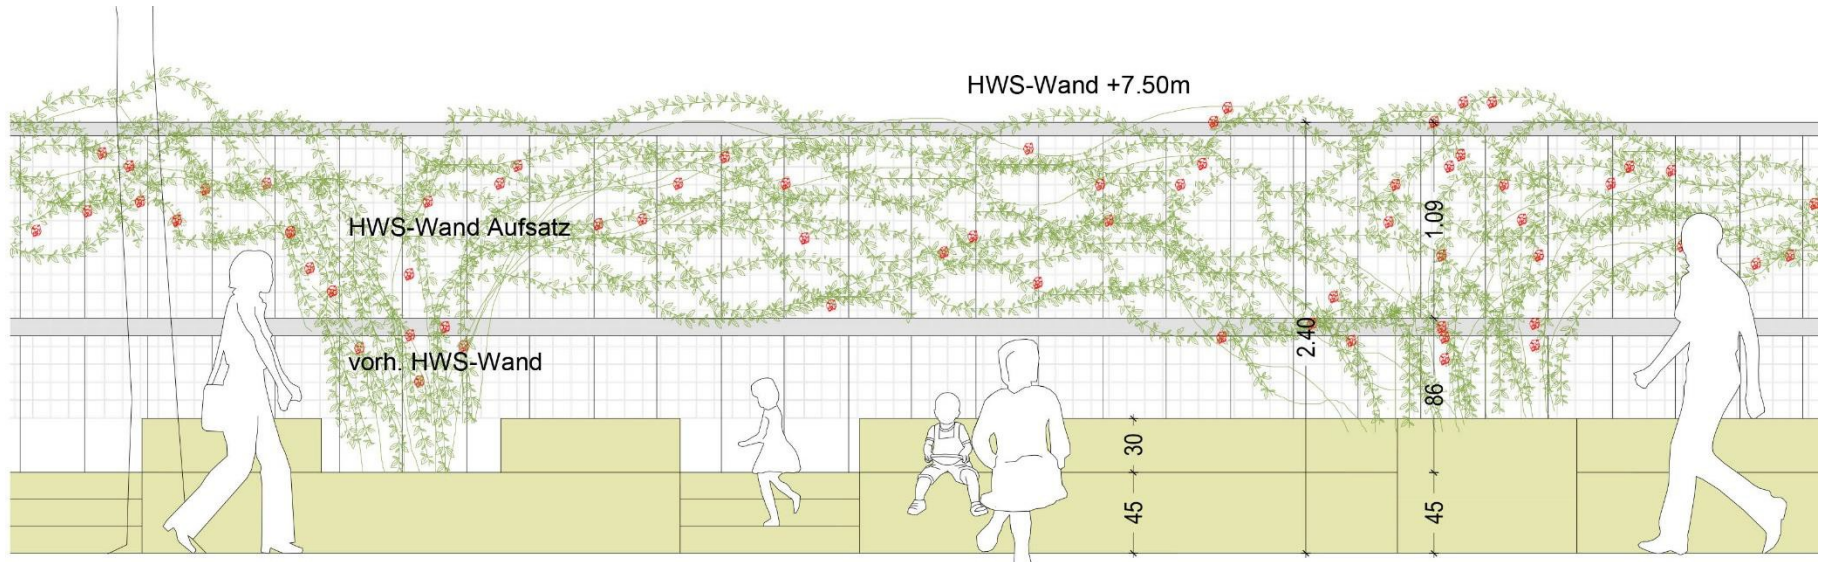 HWS-Wand +7.50m
HWS-Wand Aufsatz
1.09
2.40
vorh. HWS-Wand
86
30
45
45